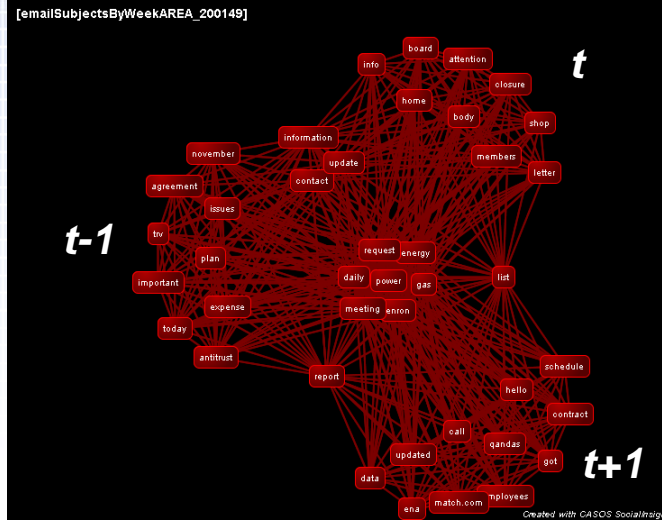 [emailSubjectsByWeekAREA_200149]
board
info
attention
t
closure
home
body
shop
information
november
update
members
letter
contact
agreement
issues
t-1
trv
request
energy
plan
important
daily
power
gas
list
expense
meeting
enron
today
antitrust
report
schedule
hello
contract
call
qandas
updated
got
t+1
data
match.com
mployees
ena
Created with CASOS SocialInsig